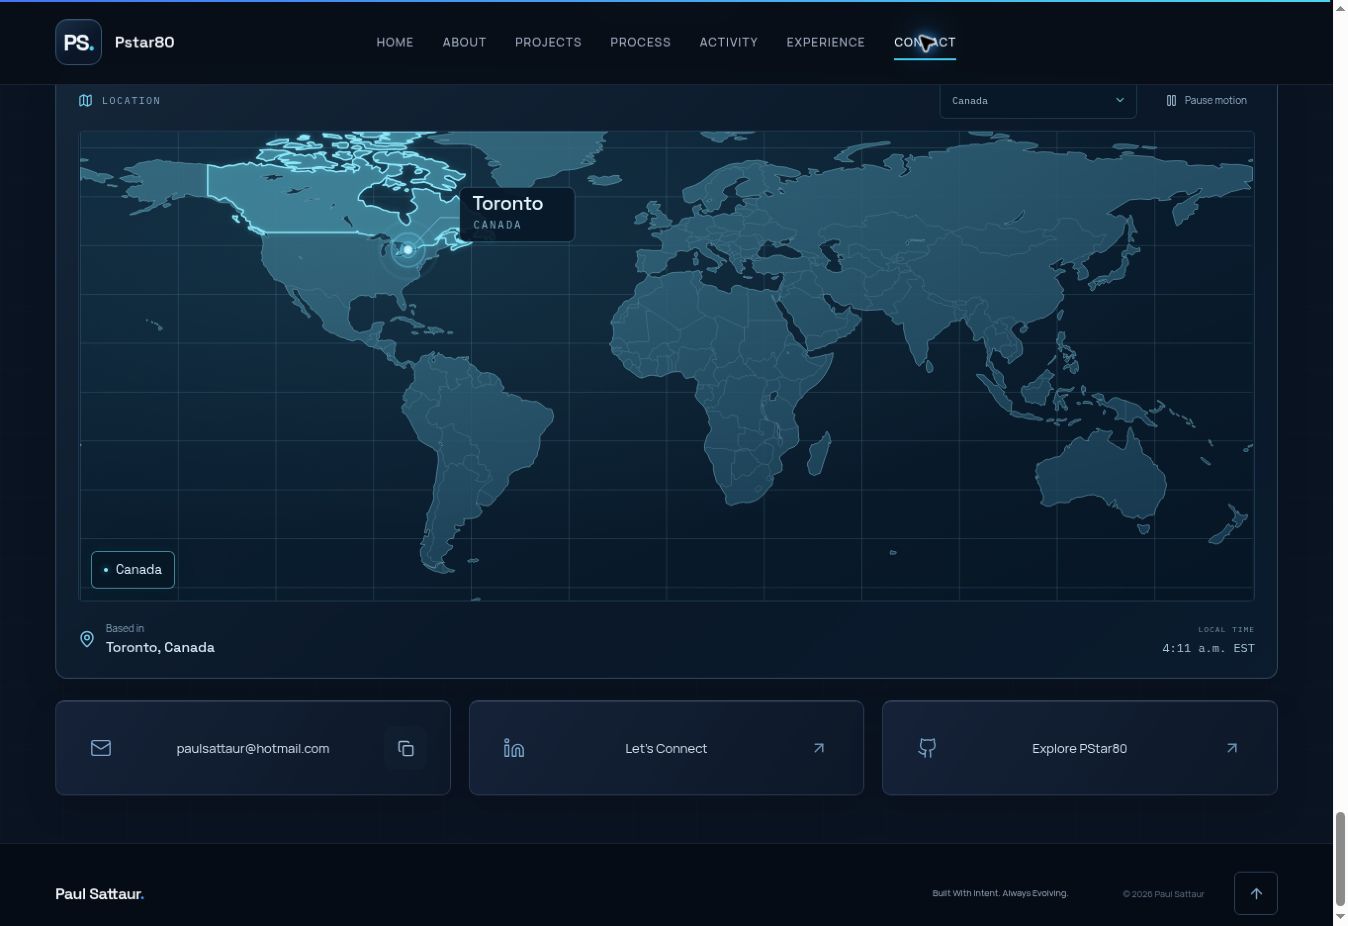 PS.
Pstar80
HOME
ABOUT
PROJECTS
PROCESS
ACTIVITY
EXPERIENCE
CONTACT
LOCATION
Canada
Pause motion
Toronto
CANADA
Canada
Based in
Toronto, Canada
LOCAL TIME
4:11 a.m. EST
paulsattaur@hotmail.com
Let's Connect
Explore PStar80
Paul Sattaur.
Built With Intent. Always Evolving.
© 2026 Paul Sattaur